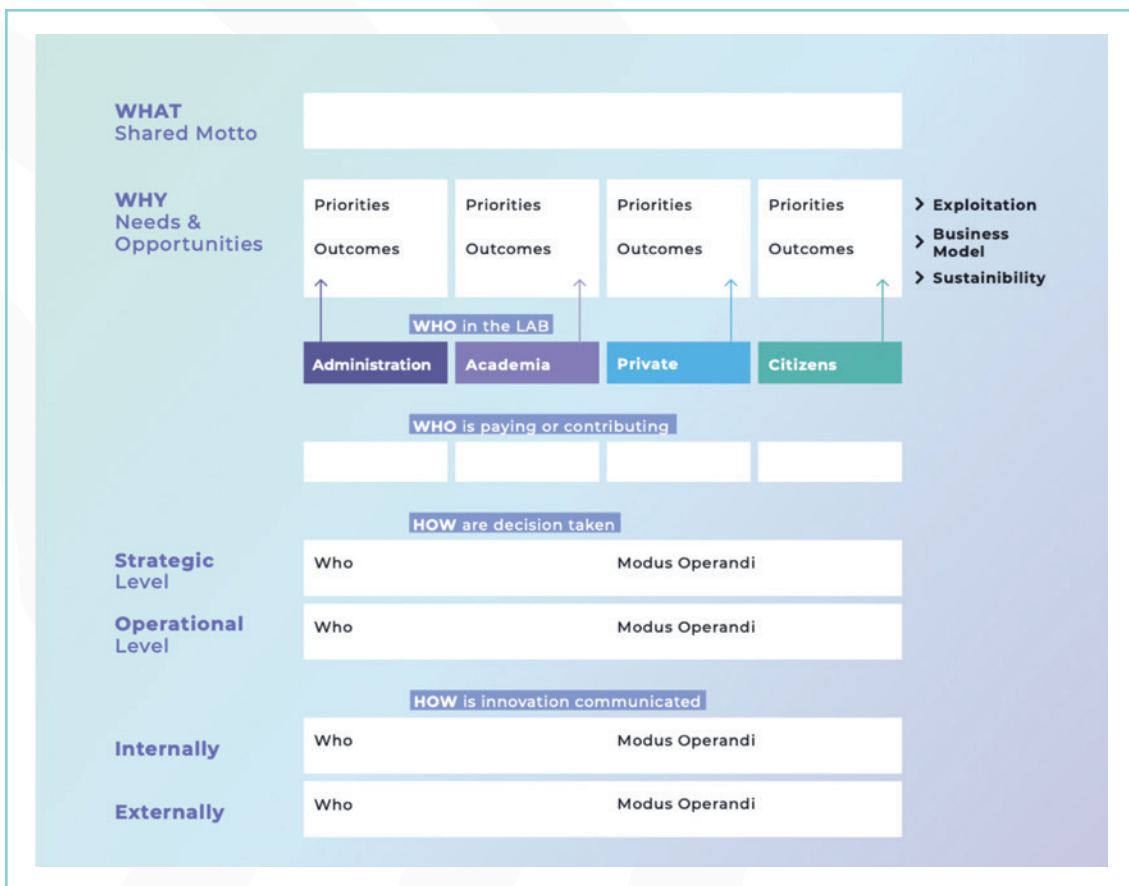 WHAT
Shared Motto
WHY
Needs &
Opportunities
Priorities
Outcomes
Priorities
Outcomes
Priorities
Outcomes
Priorities
Outcomes
Exploitation
Business
Model
Sustainibility
WHO in the LAB
Administration
Academia
Private
Citizens
WHO is paying or contributing
HOW are decision taken
Strategic
Level
Who
Modus Operandi
Operational
Level
Who
Modus Operandi
HOW is innovation communicated
Internally
Who
Modus Operandi
Externally
Who
Modus Operandi